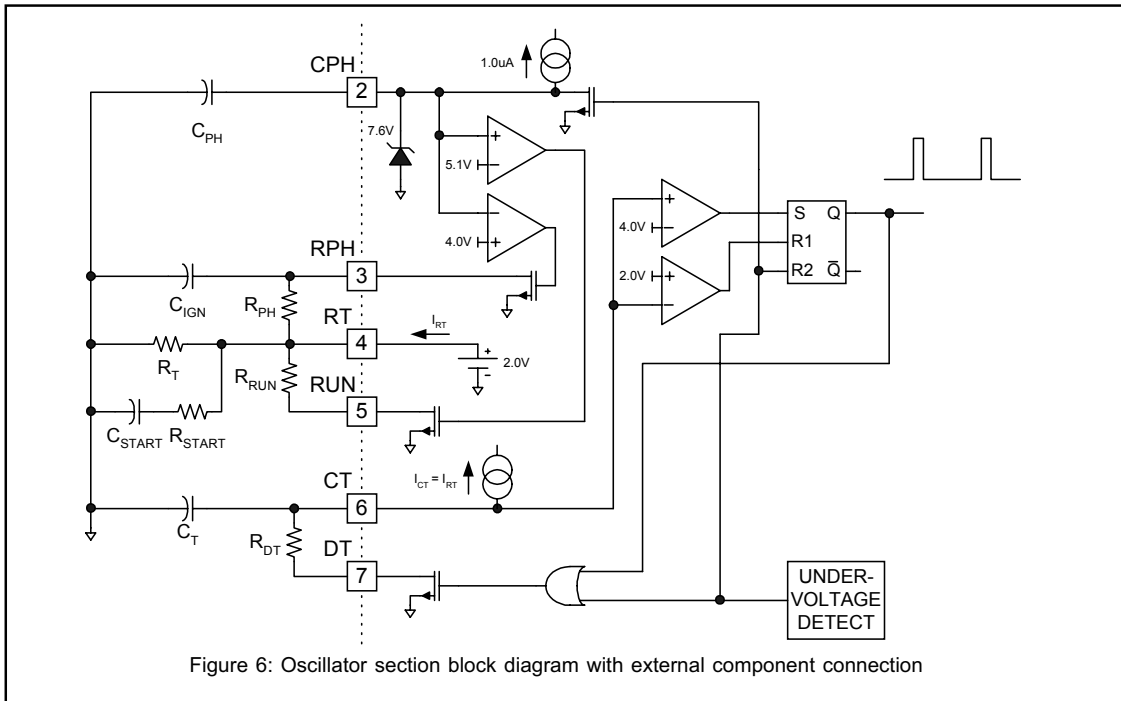 1.0uA
CPH
2
C_PH
7.6V
5.1V
4.0V
4.0V
S Q
R1
R2 Q̅
2.0V
RPH
3
C_IGN
R_PH
RT
I_RT
4
R_T
2.0V
R_RUN
RUN
5
C_START R_START
CT
I_CT = I_RT
6
C_T
R_DT
DT
7
UNDER-
VOLTAGE
DETECT
Figure 6: Oscillator section block diagram with external component connection